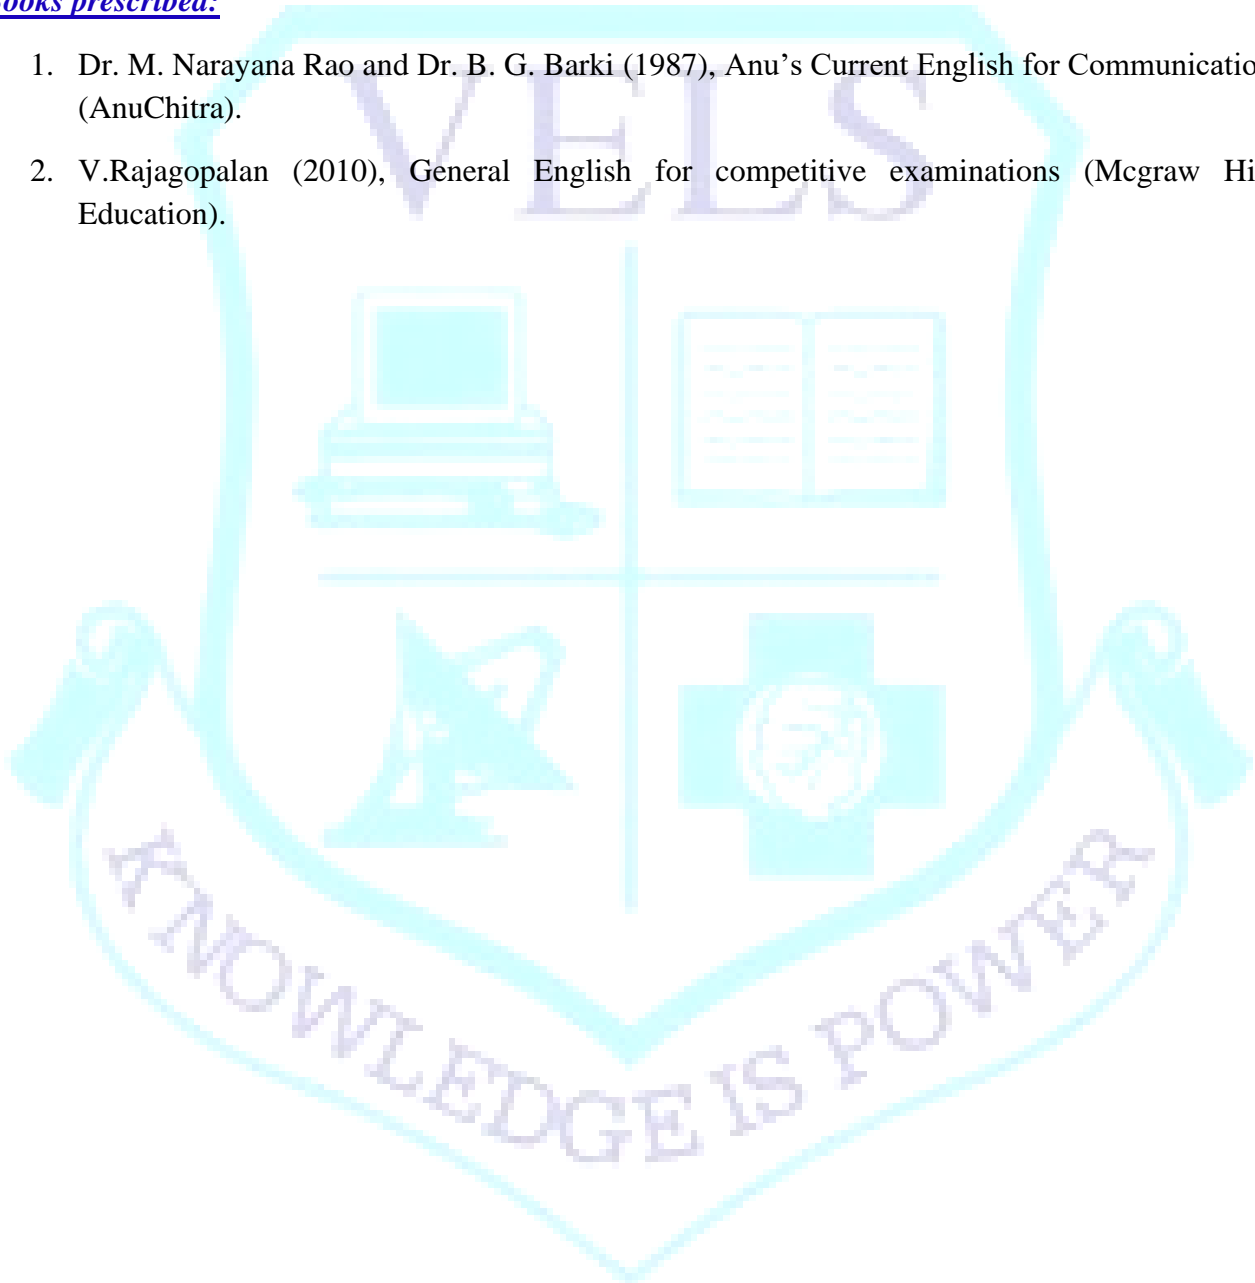 Books prescribed:
1. Dr. M. Narayana Rao and Dr. B. G. Barki (1987), Anu’s Current English for Communicatio
(AnuChitra).
2. V.Rajagopalan (2010), General English for competitive examinations (Mcgraw Hi
Education).
VELS
KNOWLEDGE IS POWER